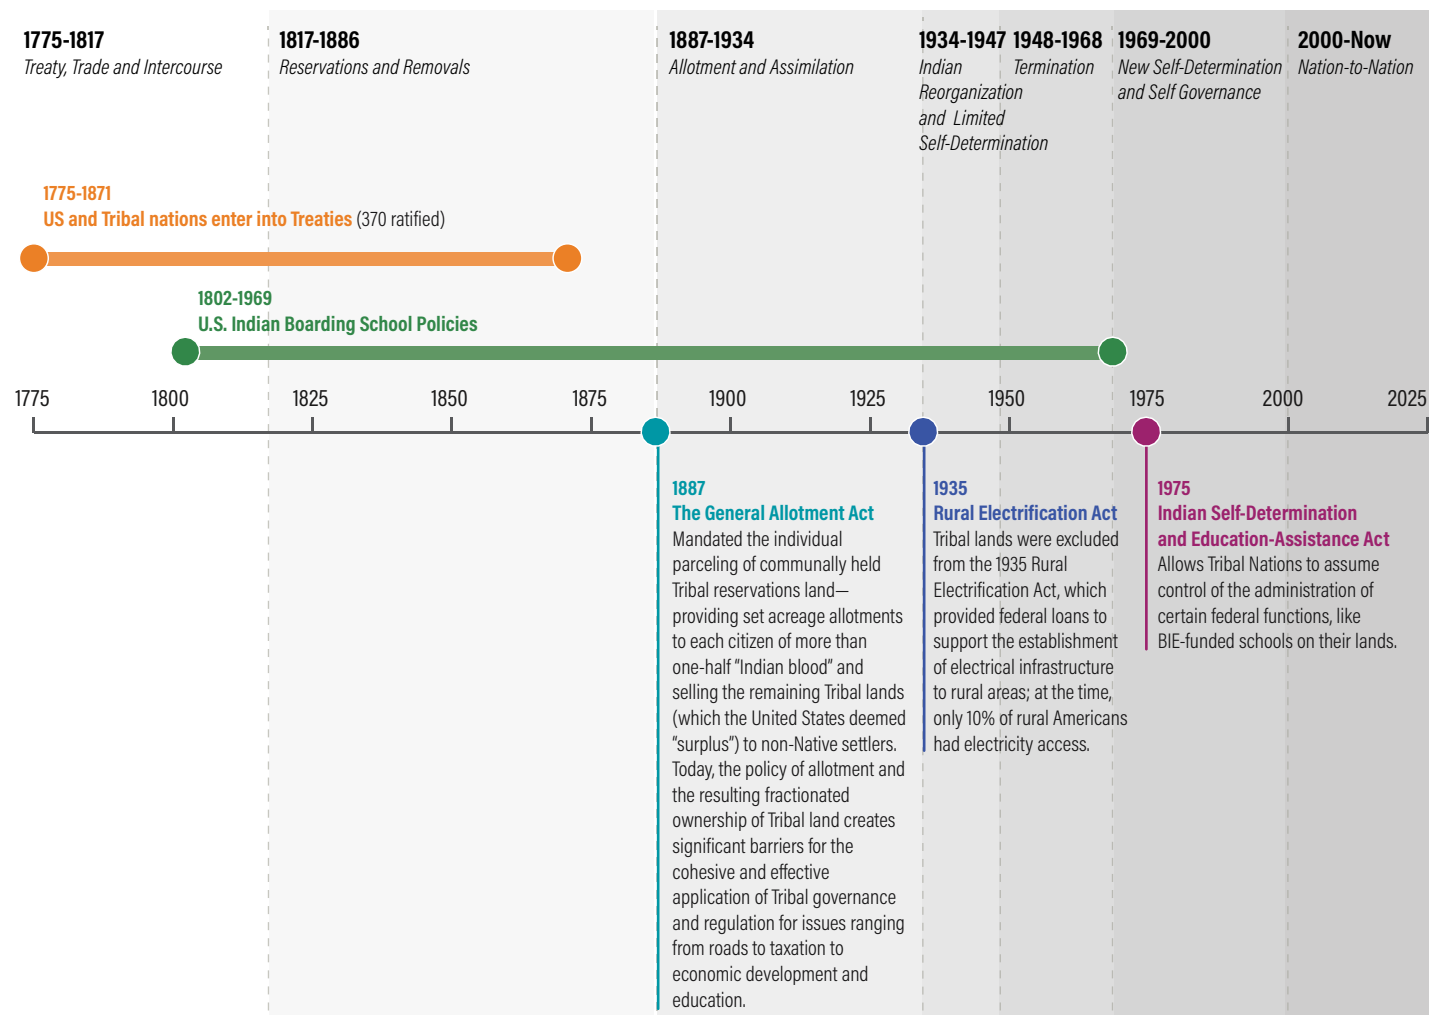 1775-1817
Treaty, Trade and Intercourse
1817-1886
Reservations and Removals
1887-1934
Allotment and Assimilation
1934-1947
Indian
Reorganization
and Limited
Self-Determination
1948-1968
Termination
1969-2000
New Self-Determination
and Self Governance
2000-Now
Nation-to-Nation
1775-1871
US and Tribal nations enter into Treaties (370 ratified)
1802-1969
U.S. Indian Boarding School Policies
1775
1800
1825
1850
1875
1900
1925
1950
1975
2000
2025
1887
The General Allotment Act
Mandated the individual
parceling of communally held
Tribal reservations land—
providing set acreage allotments
to each citizen of more than
one-half “Indian blood” and
selling the remaining Tribal lands
(which the United States deemed
“surplus”) to non-Native settlers.
Today, the policy of allotment and
the resulting fractionated
ownership of Tribal land creates
significant barriers for the
cohesive and effective
application of Tribal governance
and regulation for issues ranging
from roads to taxation to
economic development and
education.
1935
Rural Electrification Act
Tribal lands were excluded
from the 1935 Rural
Electrification Act, which
provided federal loans to
support the establishment
of electrical infrastructure
to rural areas; at the time,
only 10% of rural Americans
had electricity access.
1975
Indian Self-Determination
and Education-Assistance Act
Allows Tribal Nations to assume
control of the administration of
certain federal functions, like
BIE-funded schools on their lands.